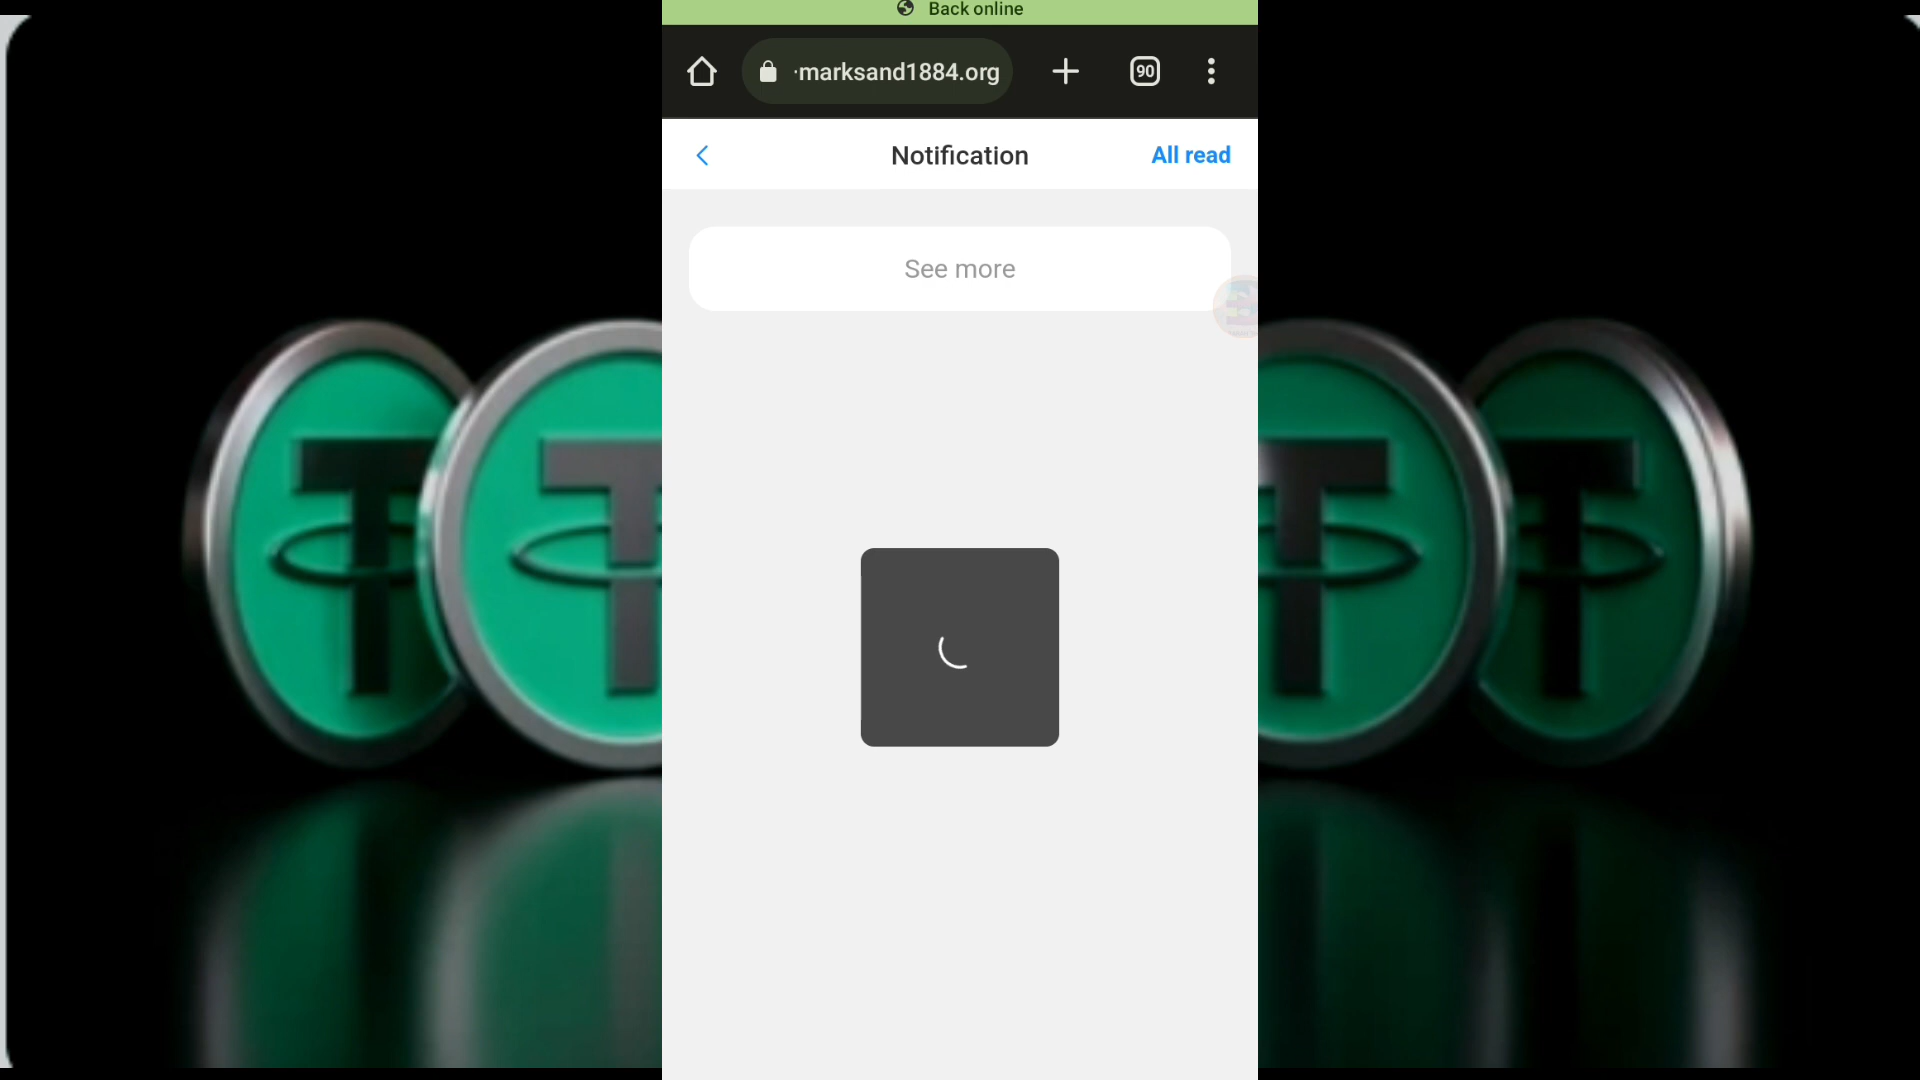 Back online
·marksand1884.org
90
Notification
All read
See more